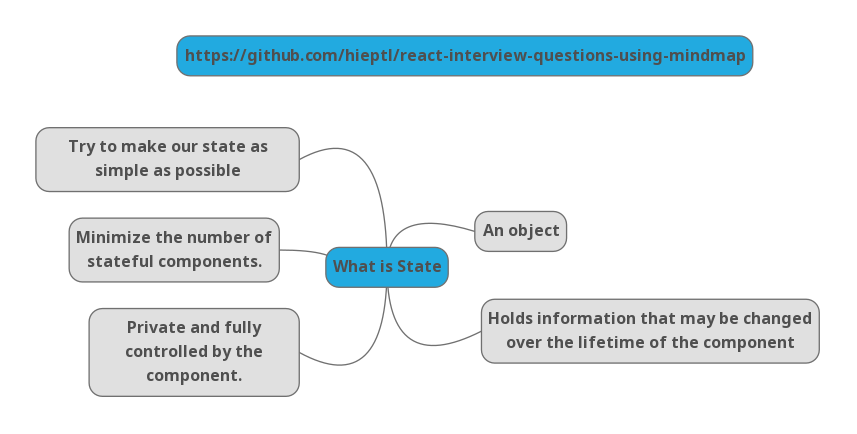 https://github.com/hieptl/react-interview-questions-using-mindmap
Try to make our state as
simple as possible
Minimize the number of
stateful components.
Private and fully
controlled by the
component.
What is State
An object
Holds information that may be changed
over the lifetime of the component